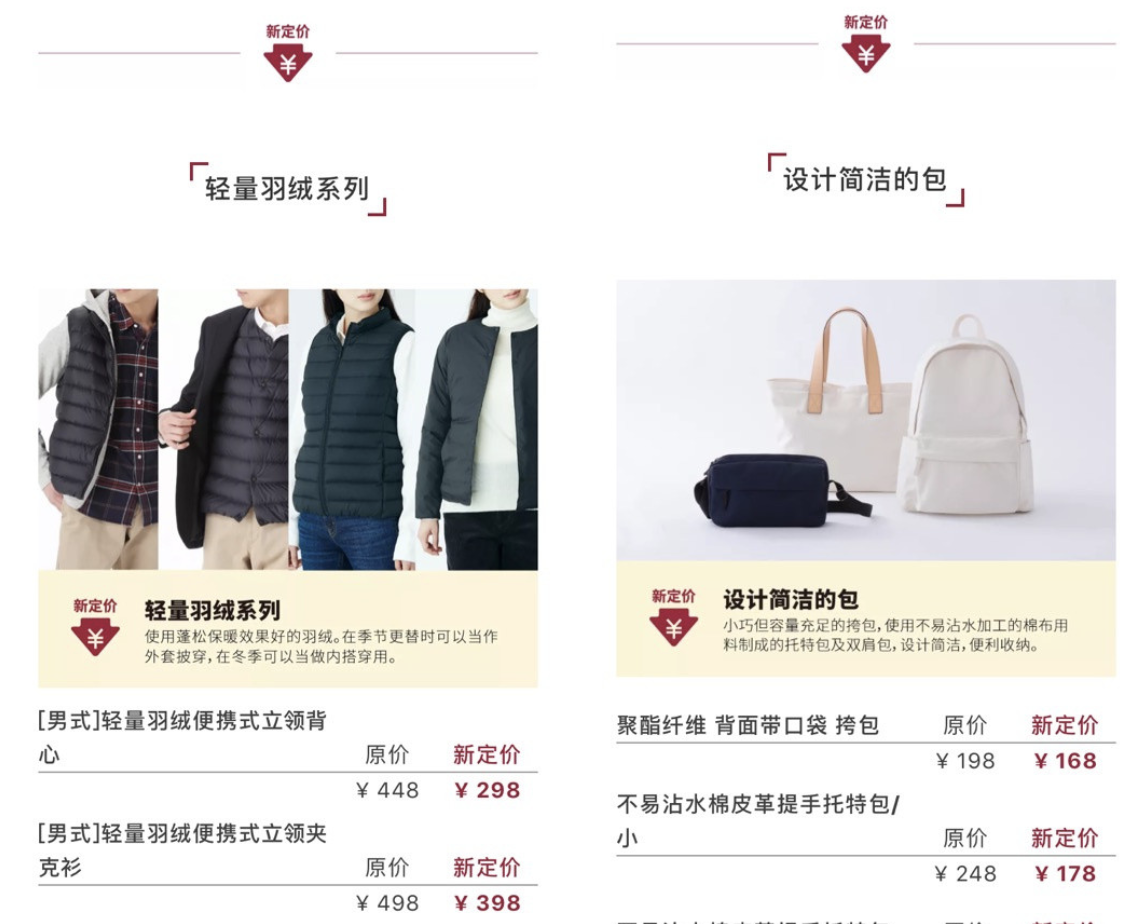 新定价
¥
轻量羽绒系列
新定价
¥
轻量羽绒系列
使用蓬松保暖效果好的羽绒。在季节更替时可以当作
外套披穿,在冬季可以当做内搭穿用。
[男式]轻量羽绒便携式立领背
心 原价 新定价
¥ 448 ¥ 298
[男式]轻量羽绒便携式立领夹
克衫 原价 新定价
¥ 498 ¥ 398
新定价
¥
设计简洁的包
新定价
¥
设计简洁的包
小巧但容量充足的挎包,使用不易沾水加工的棉布用
料制成的托特包及双肩包,设计简洁,便利收纳。
聚酯纤维 背面带口袋 挎包 原价 新定价
¥ 198 ¥ 168
不易沾水棉皮革提手托特包/
小 原价 新定价
¥ 248 ¥ 178